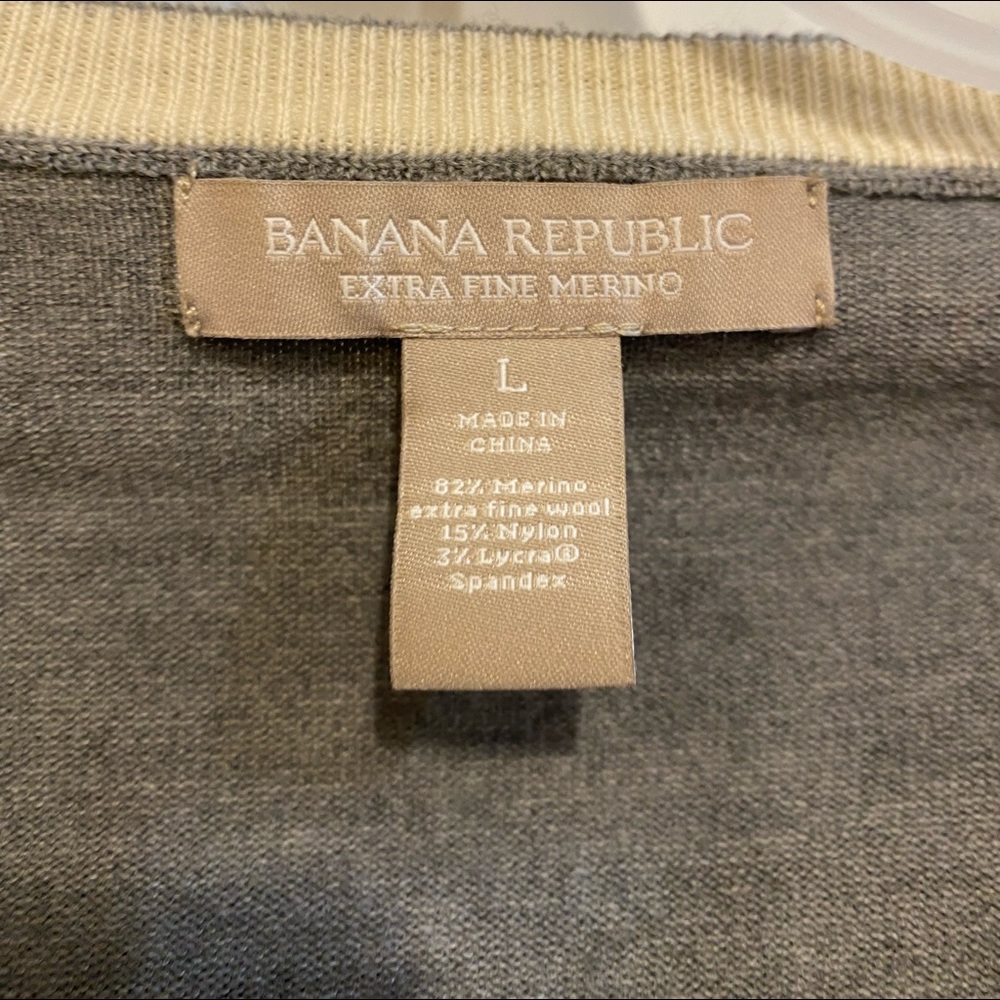 BANANA REPUBLIC
EXTRA FINE MERINO
L
MADE IN
CHINA
82% Merino
extra fine wool
15% Nylon
3% Lycra®
Spandex